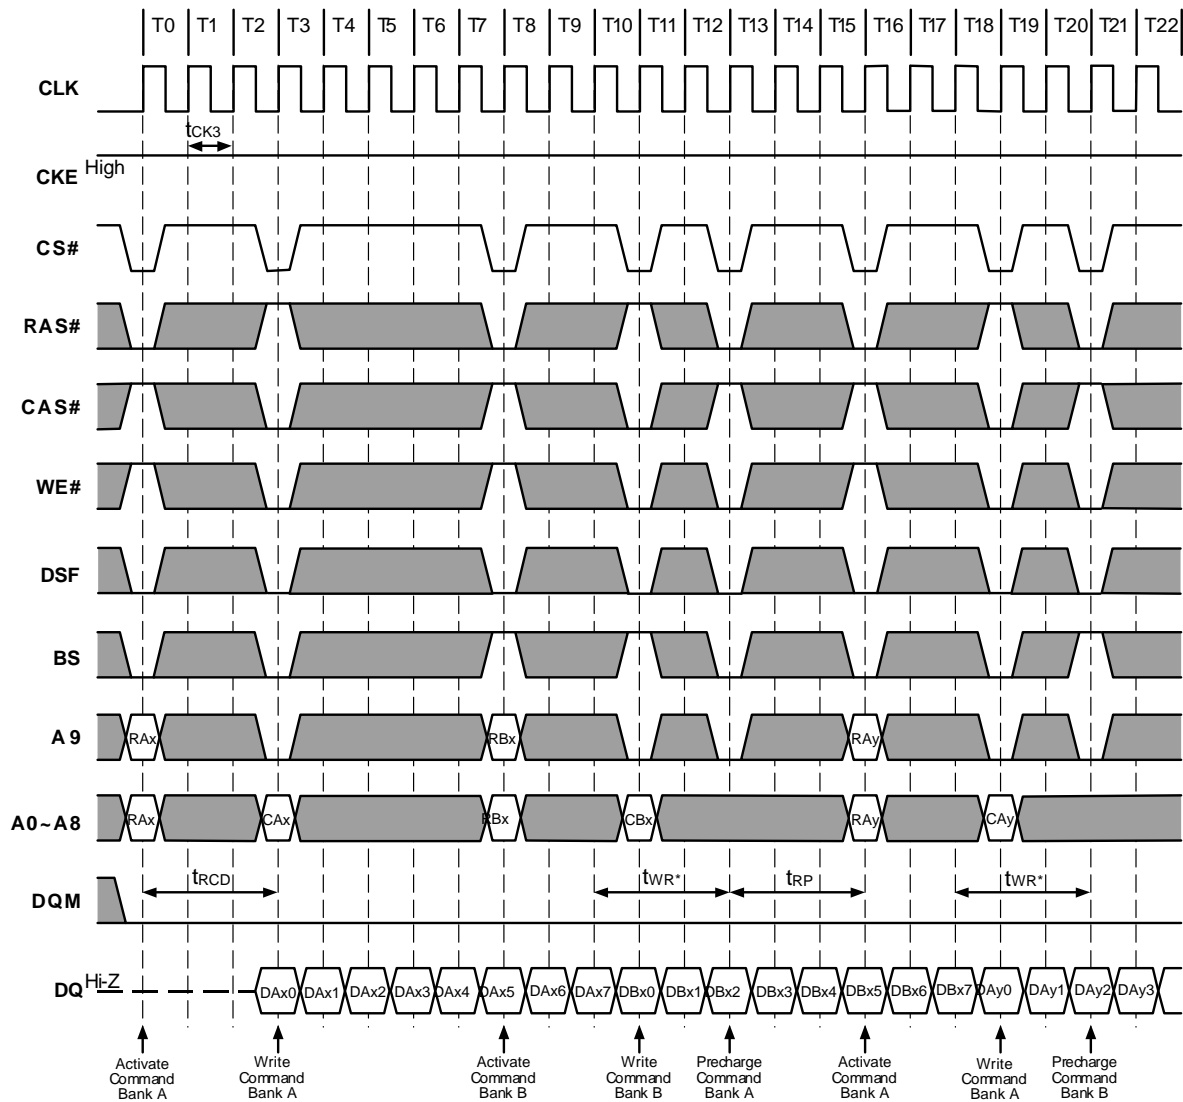 T0 T1 T2 T3 T4 T5 T6 T7 T8 T9 T10 T11 T12 T13 T14 T15 T16 T17 T18 T19 T20 T21 T22
CLK
tCK3
High
CKE
CS#
RAS#
CAS#
WE#
DSF
BS
A9 RAx RBx RAy
A0~A8 RAx CAx RBx CBx RAy CAy
tRCD tWR* tRP tWR*
DQM
Hi-Z
DQ DAx0 DAx1 DAx2 DAx3 DAx4 DAx5 DAx6 DAx7 DBx0 DBx1 DBx2 DBx3 DBx4 DBx5 DBx6 DBx7 DAy0 DAy1 DAy2 DAy3
Activate
Command
Bank A
Write
Command
Bank A
Activate
Command
Bank B
Write
Command
Bank B
Precharge
Command
Bank A
Activate
Command
Bank A
Write
Command
Bank A
Precharge
Command
Bank B